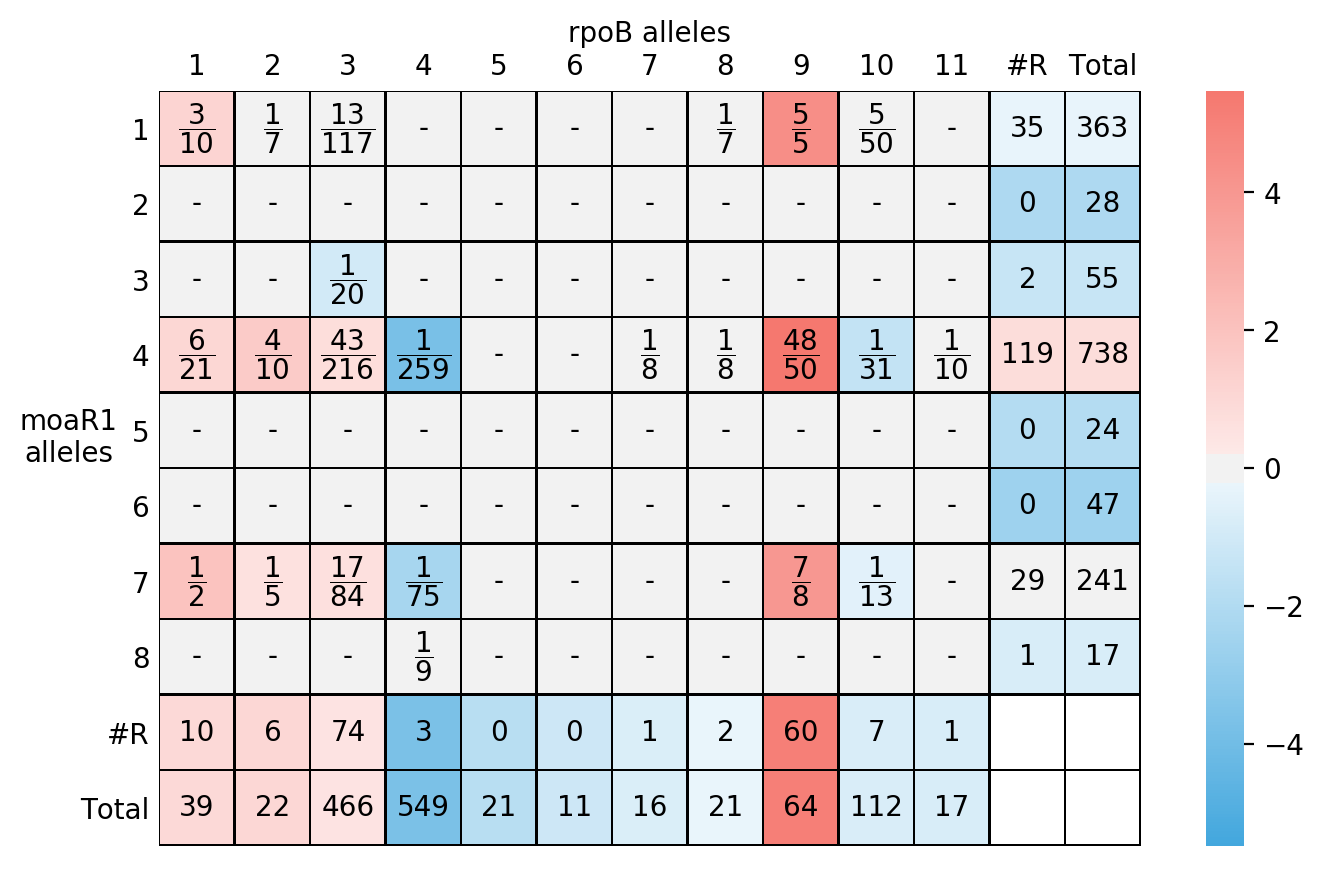 rpoB alleles
1 2 3 4 5 6 7 8 9 10 11 #R Total
1 3/10 1/7 13/117 - - - - 1/7 5/5 5/50 - 35 363
2 - - - - - - - - - - - 0 28
3 - - 1/20 - - - - - - - - 2 55
4 6/21 4/10 43/216 1/259 - - 1/8 1/8 48/50 1/31 1/10 119 738
moaR1
alleles
5 - - - - - - - - - - - 0 24
6 - - - - - - - - - - - 0 47
7 1/2 1/5 17/84 1/75 - - - - 7/8 1/13 - 29 241
8 - - - 1/9 - - - - - - - 1 17
#R 10 6 74 3 0 0 1 2 60 7 1
Total 39 22 466 549 21 11 16 21 64 112 17
4
2
0
−2
−4